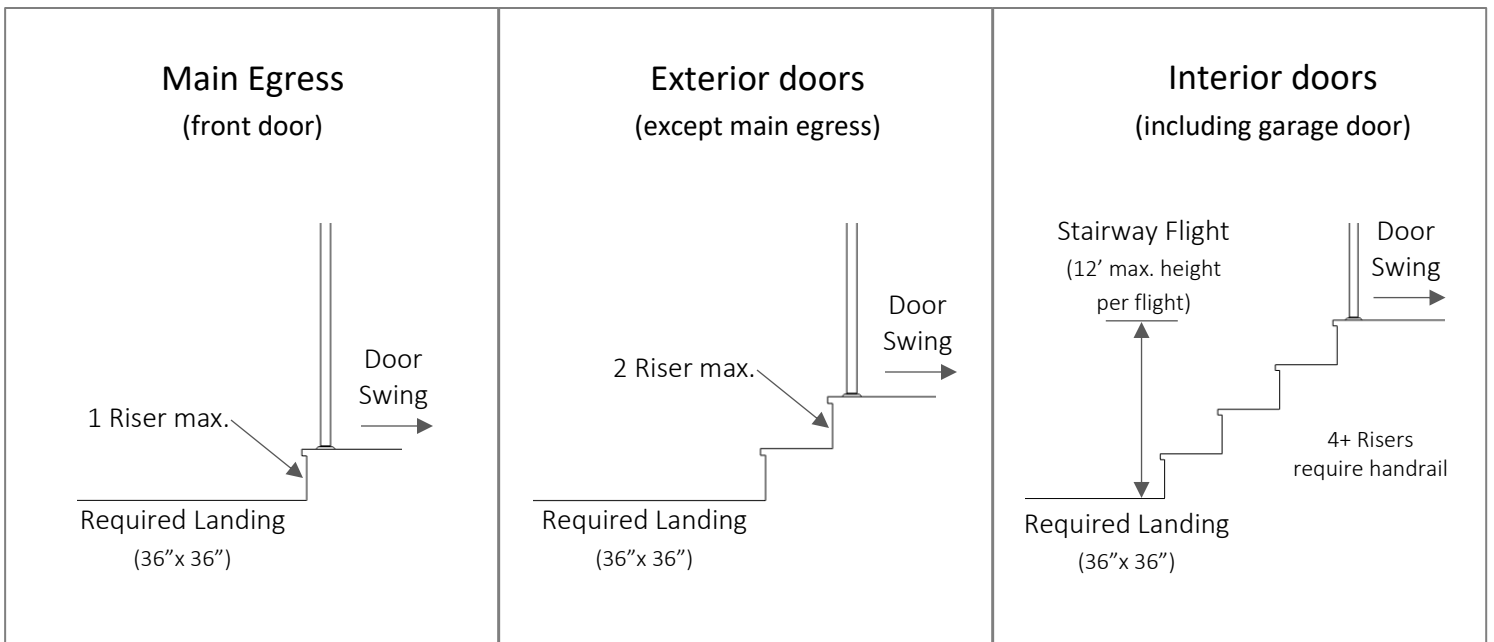 Main Egress
(front door)
Door
Swing
1 Riser max.
Required Landing
(36”x 36”)
Exterior doors
(except main egress)
Door
Swing
2 Riser max.
Required Landing
(36”x 36”)
Interior doors
(including garage door)
Stairway Flight
(12’ max. height
per flight)
Door
Swing
4+ Risers
require handrail
Required Landing
(36”x 36”)